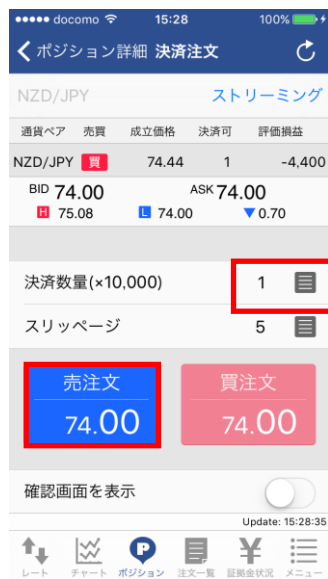 docomo 15:28 100%
ポジション詳細 決済注文
NZD/JPY ストリーミング
通貨ペア 売買 成立価格 決済可 評価損益
NZD/JPY 買 74.44 1 -4,400
BID 74.00 ASK 74.00
H 75.08 L 74.00 ▼0.70
決済数量(×10,000) 1
スリッページ 5
売注文 買注文
74.00 74.00
確認画面を表示
Update: 15:28:35
レート チャート ポジション 注文一覧 証拠金状況 メニュー